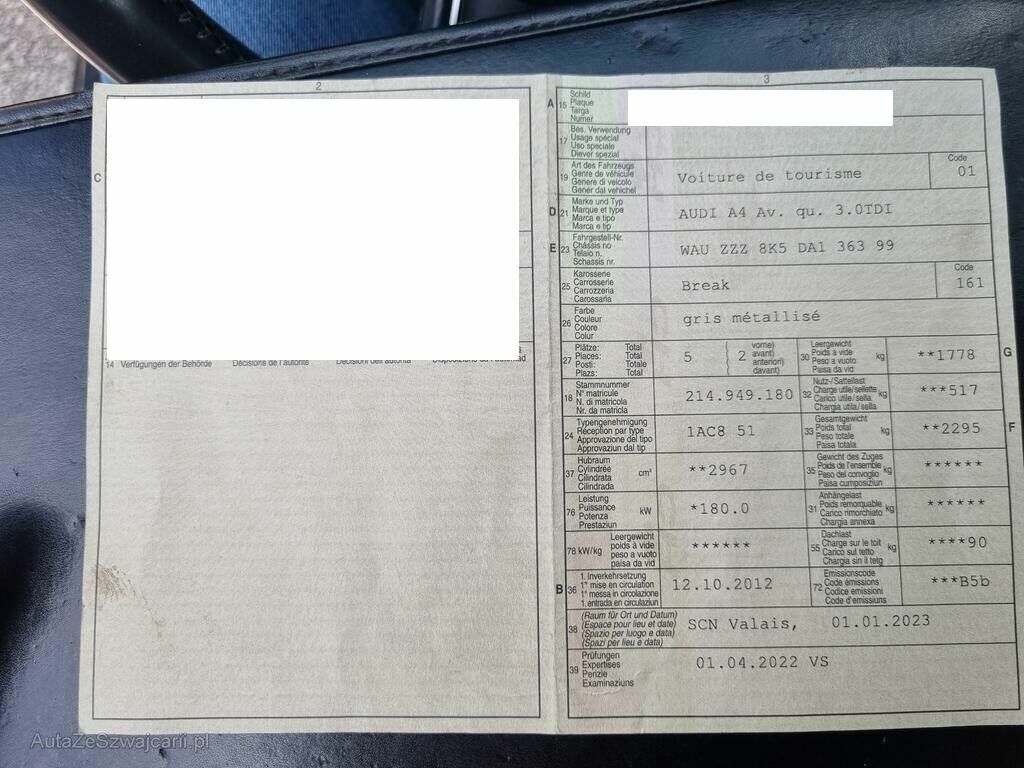 2
C
14 Verfügungen der Behörde Décisions de l'autorité
3
A 15 Schild
Plaque
Targa
Numer
17 Bes. Verwendung
Usage spécial
Uso speciale
Diever spezial
19 Art des Fahrzeugs
Genre de véhicule
Genere di veicolo
Gener dal vehichel
Voiture de tourisme
Code
01
D 21 Marke und Typ
Marque et type
Marca e tipo
Marca e tip
AUDI A4 Av. qu. 3.0TDI
E 23 Fahrgestell-Nr.
Châssis no
Telaio n.
Schassis nr.
WAU ZZZ 8K5 DA1 363 99
25 Karosserie
Carrosserie
Carrozzeria
Carossaria
Break
Code
161
26 Farbe
Couleur
Colore
Colur
gris métallisé
27 Plätze: Total
Places: Total
Posti: Totale
Plazs: Total
5 ( 2 vorne)
avant)
anteriori)
davant)
30 Leergewicht
Poids à vide
Peso a vuoto
Paisa da vid
kg
**1778
G
18 Stammnummer
N° matricule
N. di matricola
Nr. da matricla
214.949.180
32 Nutz-/Sattellast
Charge utile/sellette
Carico utile/sella
Chargia utila/sella
kg
***517
24 Typengenehmigung
Réception par type
Approvazione del tipo
Approvaziun dal tip
1AC8 51
33 Gesamtgewicht
Poids total
Peso totale
Paisa totala
kg
**2295
F
37 Hubraum
Cylindrée
Cilindrata
Cilindrada
cm³
**2967
35 Gewicht des Zuges
Poids de l'ensemble
Peso del convoglio
Paisa cumposiziun
kg
******
76 Leistung
Puissance
Potenza
Prestaziun
kW
*180.0
31 Anhängelast
Poids remorquable
Carico rimorchiato
Chargia annexa
kg
******
78 kW/kg Leergewicht
poids à vide
peso a vuoto
paisa da vid
******
55 Dachlast
Charge sur le toit
Carico sul tetto
Chargia sin il tetg
kg
****90
B 36 1. Inverkehrsetzung
1re mise en circulation
1a messa in circolazione
1. entrada en circulaziun
12.10.2012
72 Emissionscode
Code émissions
Codice emissioni
Code d'emissiuns
***B5b
38 (Raum für Ort und Datum)
(Espace pour lieu et date)
(Spazio per luogo e data)
(Spazi per lieu e data)
SCN Valais, 01.01.2023
39 Prüfungen
Expertises
Perizie
Examinaziuns
01.04.2022 VS
AutaZeSzwajcarii.pl